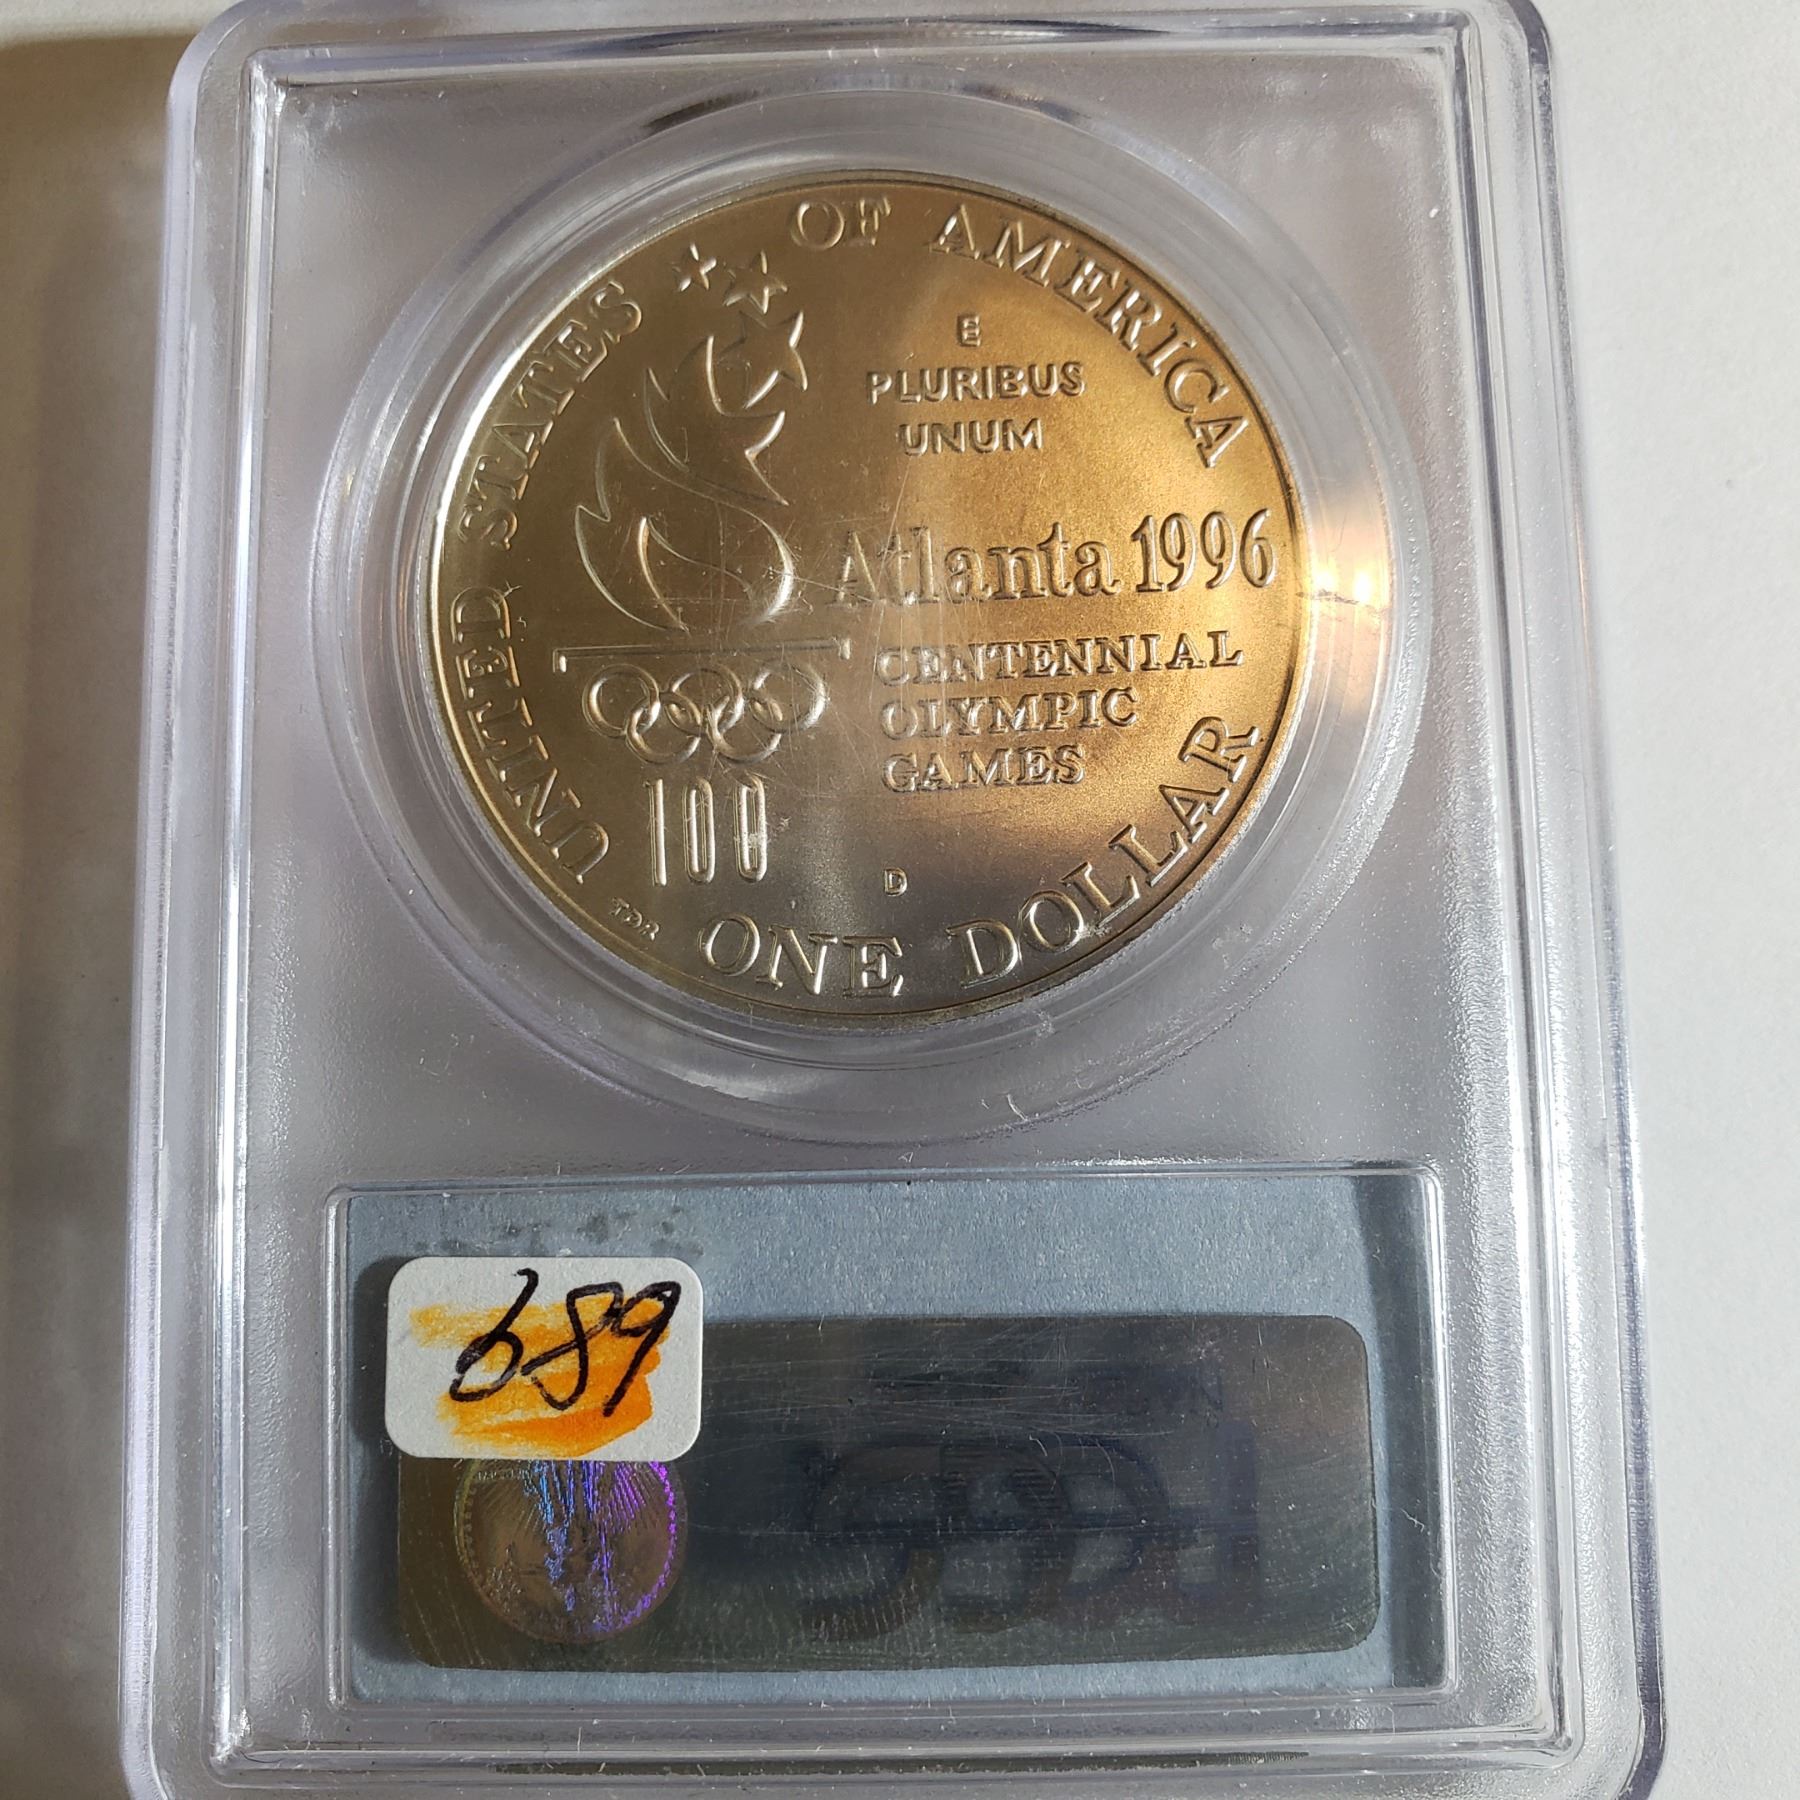 UNITED STATES OF AMERICA
E
PLURIBUS
UNUM
Atlanta 1996
CENTENNIAL
OLYMPIC
GAMES
100
D
TDR
ONE DOLLAR
689